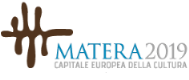 MATERA 2019
CAPITALE EUROPEA DELLA CULTURA